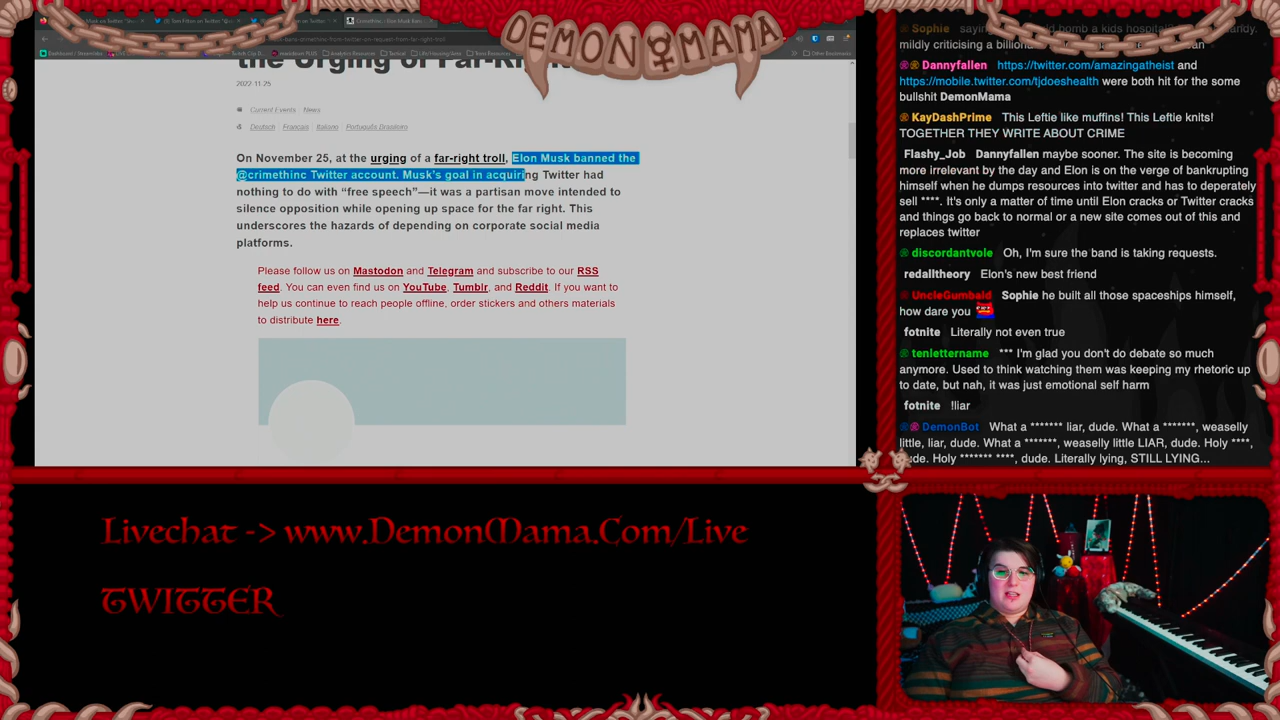 DEMON MAMA
the Urging of Far-Right
2022-11-25
Current Events News
Deutsch Français Italiano Português Brasileiro
On November 25, at the urging of a far-right troll, Elon Musk banned the
@crimethinc Twitter account. Musk's goal in acquiring Twitter had
nothing to do with “free speech”—it was a partisan move intended to
silence opposition while opening up space for the far right. This
underscores the hazards of depending on corporate social media
platforms.
Please follow us on Mastodon and Telegram and subscribe to our RSS
feed. You can even find us on YouTube, Tumblr, and Reddit. If you want to
help us continue to reach people offline, order stickers and others materials
to distribute here.
Sophie
mildly criticising a billion
Dannyfallen https://twitter.com/amazingatheist and
https://mobile.twitter.com/tjdoeshealth were both hit for the some
bullshit DemonMama
KayDashPrime This Leftie like muffins! This Leftie knits!
TOGETHER THEY WRITE ABOUT CRIME
Flashy_Job Dannyfallen maybe sooner. The site is becoming
more irrelevant by the day and Elon is on the verge of bankrupting
himself when he dumps resources into twitter and has to deperately
sell ****. It's only a matter of time until Elon cracks or Twitter cracks
and things go back to normal or a new site comes out of this and
replaces twitter
discordantvole Oh, I'm sure the band is taking requests.
redalltheory Elon's new best friend
UncleGumbald Sophie he built all those spaceships himself,
how dare you
fotnite Literally not even true
tenlettername *** I'm glad you don't do debate so much
anymore. Used to think watching them was keeping my rhetoric up
to date, but nah, it was just emotional self harm
fotnite !liar
DemonBot What a ******* liar, dude. What a *******, weaselly
little, liar, dude. What a *******, weaselly little LIAR, dude. Holy ****,
dude. Holy ******* ****, dude. Literally lying, STILL LYING...
Livechat -> www.DemonMama.Com/Live
TWITTER